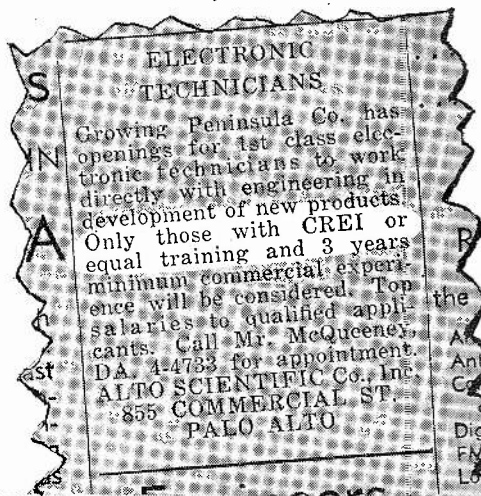 ELECTRONIC
TECHNICIANS
Growing Peninsula Co. has
openings for 1st class elec-
tronic technicians to work
directly with engineering in
development of new products.
Only those with CREI or
equal training and 3 years
minimum commercial experi-
ence will be considered. Top
salaries to qualified appli-
cants. Call Mr. McQueeney,
DA. 4-4733 for appointment.
ALTO SCIENTIFIC Co., Inc.
855 COMMERCIAL ST.
PALO ALTO
S
IN
A
the